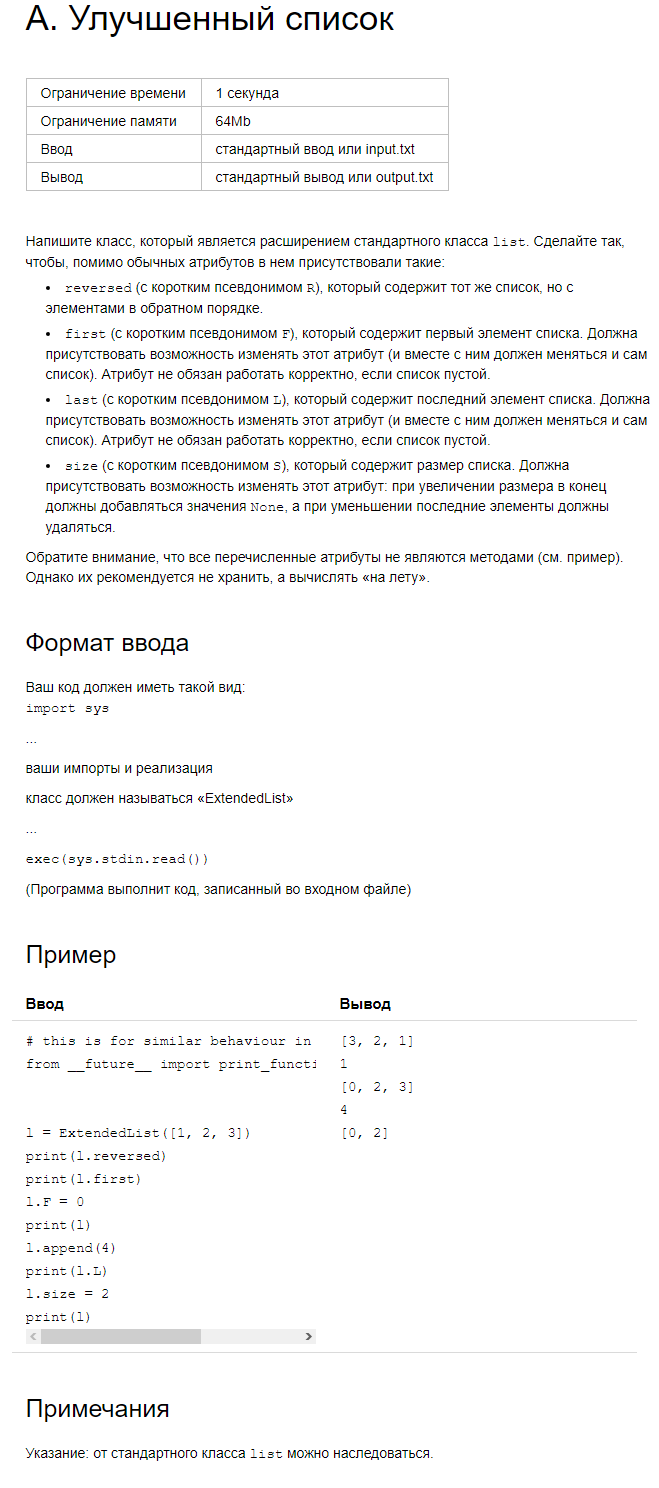 A. Улучшенный список
Ограничение времени 1 секунда
Ограничение памяти 64Mb
Ввод стандартный ввод или input.txt
Вывод стандартный вывод или output.txt
Напишите класс, который является расширением стандартного класса list. Сделайте так,
чтобы, помимо обычных атрибутов в нем присутствовали такие:
• reversed (с коротким псевдонимом R), который содержит тот же список, но с
элементами в обратном порядке.
• first (с коротким псевдонимом F), который содержит первый элемент списка. Должна
присутствовать возможность изменять этот атрибут (и вместе с ним должен меняться и сам
список). Атрибут не обязан работать корректно, если список пустой.
• last (с коротким псевдонимом L), который содержит последний элемент списка. Должна
присутствовать возможность изменять этот атрибут (и вместе с ним должен меняться и сам
список). Атрибут не обязан работать корректно, если список пустой.
• size (с коротким псевдонимом S), который содержит размер списка. Должна
присутствовать возможность изменять этот атрибут: при увеличении размера в конец
должны добавляться значения None, а при уменьшении последние элементы должны
удаляться.
Обратите внимание, что все перечисленные атрибуты не являются методами (см. пример).
Однако их рекомендуется не хранить, а вычислять «на лету».
Формат ввода
Ваш код должен иметь такой вид:
import sys
...
ваши импорты и реализация
класс должен называться «ExtendedList»
...
exec(sys.stdin.read())
(Программа выполнит код, записанный во входном файле)
Пример
Ввод Вывод
# this is for similar behaviour in [3, 2, 1]
from __future__ import print_functi 1
[0, 2, 3]
4
l = ExtendedList([1, 2, 3]) [0, 2]
print(l.reversed)
print(l.first)
l.F = 0
print(l)
l.append(4)
print(l.L)
l.size = 2
print(l)
Примечания
Указание: от стандартного класса list можно наследоваться.